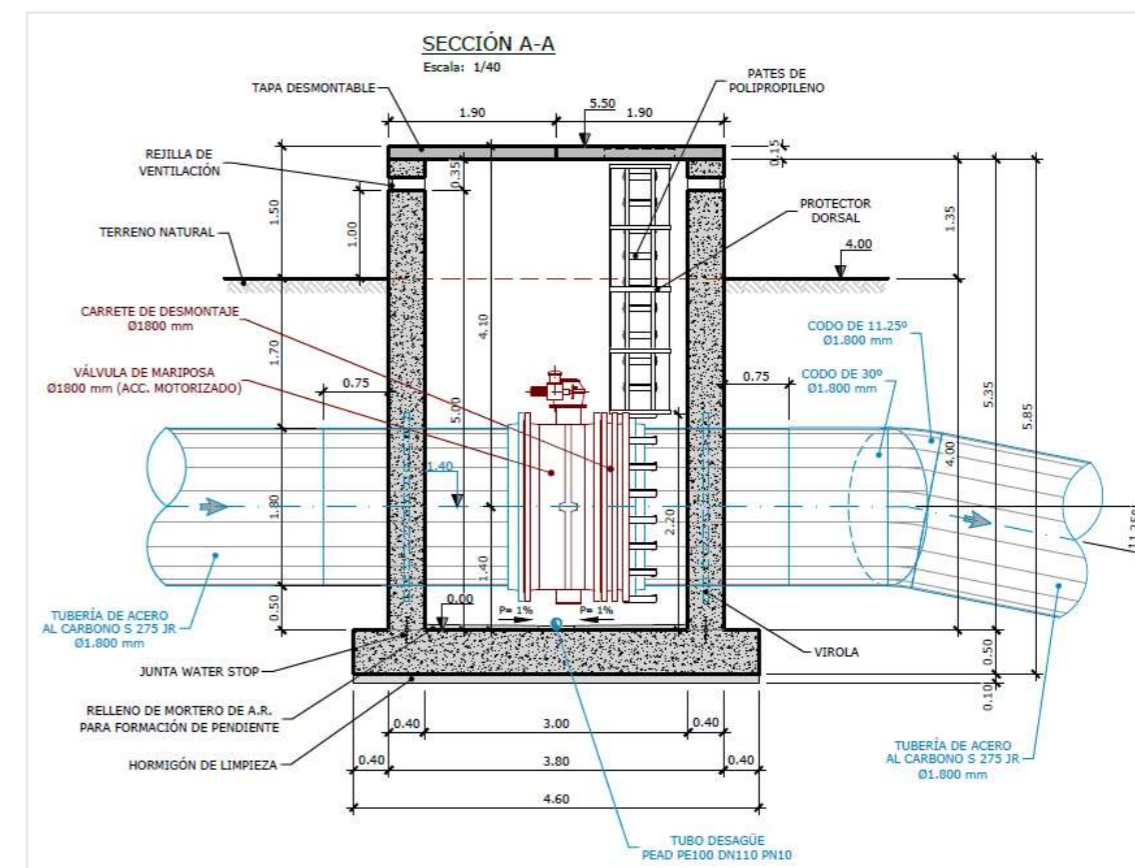 SECCIÓN A-A
Escala: 1/40
TAPA DESMONTABLE
PATES DE
POLIPROPILENO
5.50
1.90
1.90
REJILLA DE
VENTILACIÓN
0.15
0.35
1.50
1.00
1.35
PROTECTOR
DORSAL
TERRENO NATURAL
4.00
CARRETE DE DESMONTAJE
Ø1800 mm
CODO DE 11.25º
Ø1.800 mm
4.10
1.70
VÁLVULA DE MARIPOSA
Ø1800 mm (ACC. MOTORIZADO)
CODO DE 30º
Ø1.800 mm
0.75
0.75
5.00
5.35
5.85
4.00
1.40
1.80
2.20
11.25º
1.40
0.50
0.00
P= 1%
P= 1%
TUBERÍA DE ACERO
AL CARBONO S 275 JR
Ø1.800 mm
JUNTA WATER STOP
VIROLA
0.50
0.10
RELLENO DE MORTERO DE A.R.
PARA FORMACIÓN DE PENDIENTE
0.40
3.00
0.40
TUBERÍA DE ACERO
AL CARBONO S 275 JR
Ø1.800 mm
HORMIGÓN DE LIMPIEZA
0.40
3.80
0.40
4.60
TUBO DESAGÜE
PEAD PE100 DN110 PN10